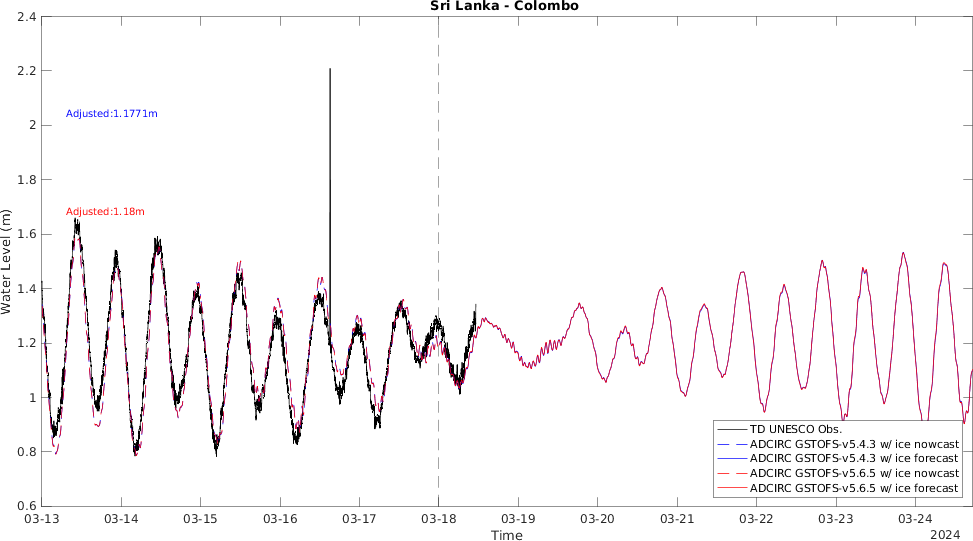 Sri Lanka - Colombo
2.4
2.2
2
1.8
1.6
1.4
1.2
1
0.8
0.6
Water Level (m)
Adjusted:1.1771m
Adjusted:1.18m
TD UNESCO Obs.
ADCIRC GSTOFS-v5.4.3 w/ ice nowcast
ADCIRC GSTOFS-v5.4.3 w/ ice forecast
ADCIRC GSTOFS-v5.6.5 w/ ice nowcast
ADCIRC GSTOFS-v5.6.5 w/ ice forecast
03-13 03-14 03-15 03-16 03-17 03-18 03-19 03-20 03-21 03-22 03-23 03-24
Time
2024